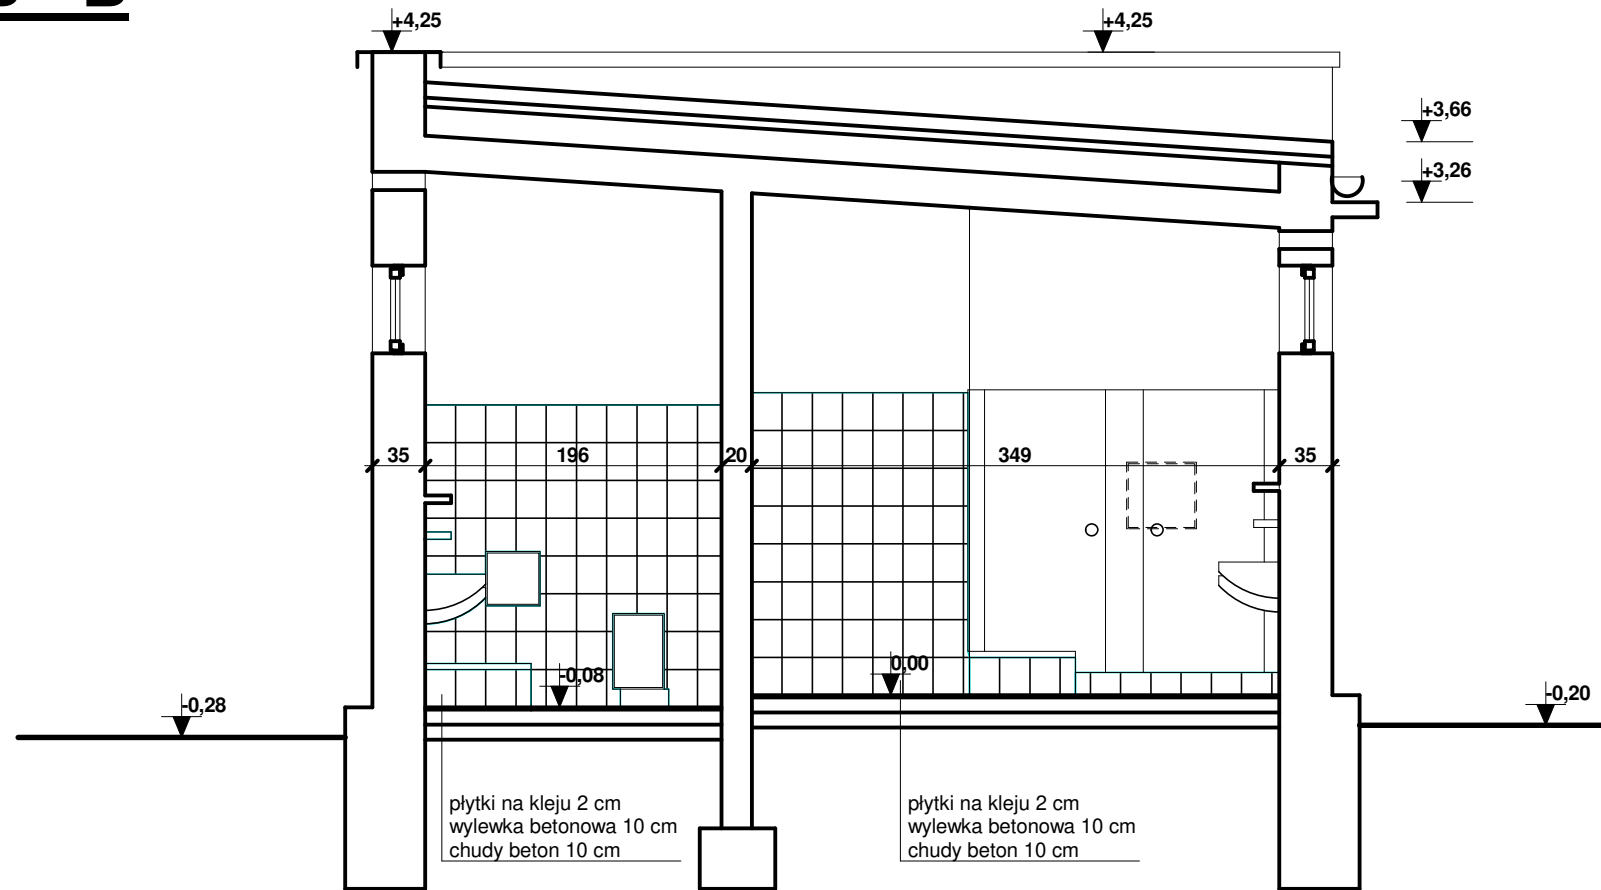 +4,25
+4,25
+3,66
+3,26
35 196 20 349 35
-0,08
0,00
-0,28
-0,20
płytki na kleju 2 cm
wylewka betonowa 10 cm
chudy beton 10 cm
płytki na kleju 2 cm
wylewka betonowa 10 cm
chudy beton 10 cm